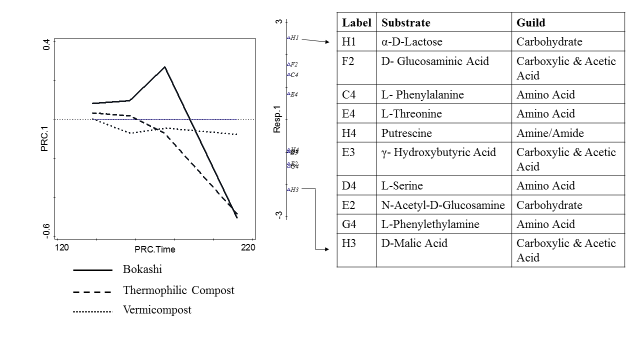 0.4
-0.6
PRC.1
120
220
PRC.Time
3
-3
Resp.1
H1
F2
C4
E4
H4
H3
Bokashi
Thermophilic Compost
Vermicompost
Label Substrate Guild
H1 α-D-Lactose Carbohydrate
F2 D- Glucosaminic Acid Carboxylic & Acetic
Acid
C4 L- Phenylalanine Amino Acid
E4 L-Threonine Amino Acid
H4 Putrescine Amine/Amide
E3 γ- Hydroxybutyric Acid Carboxylic & Acetic
Acid
D4 L-Serine Amino Acid
E2 N-Acetyl-D-Glucosamine Carbohydrate
G4 L-Phenylethylamine Amino Acid
H3 D-Malic Acid Carboxylic & Acetic
Acid